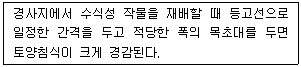 경사지에서 수식성 작물을 재배할 때 등고선으로
일정한 간격을 두고 적당한 폭의 목초대를 두면
토양침식이 크게 경감된다.